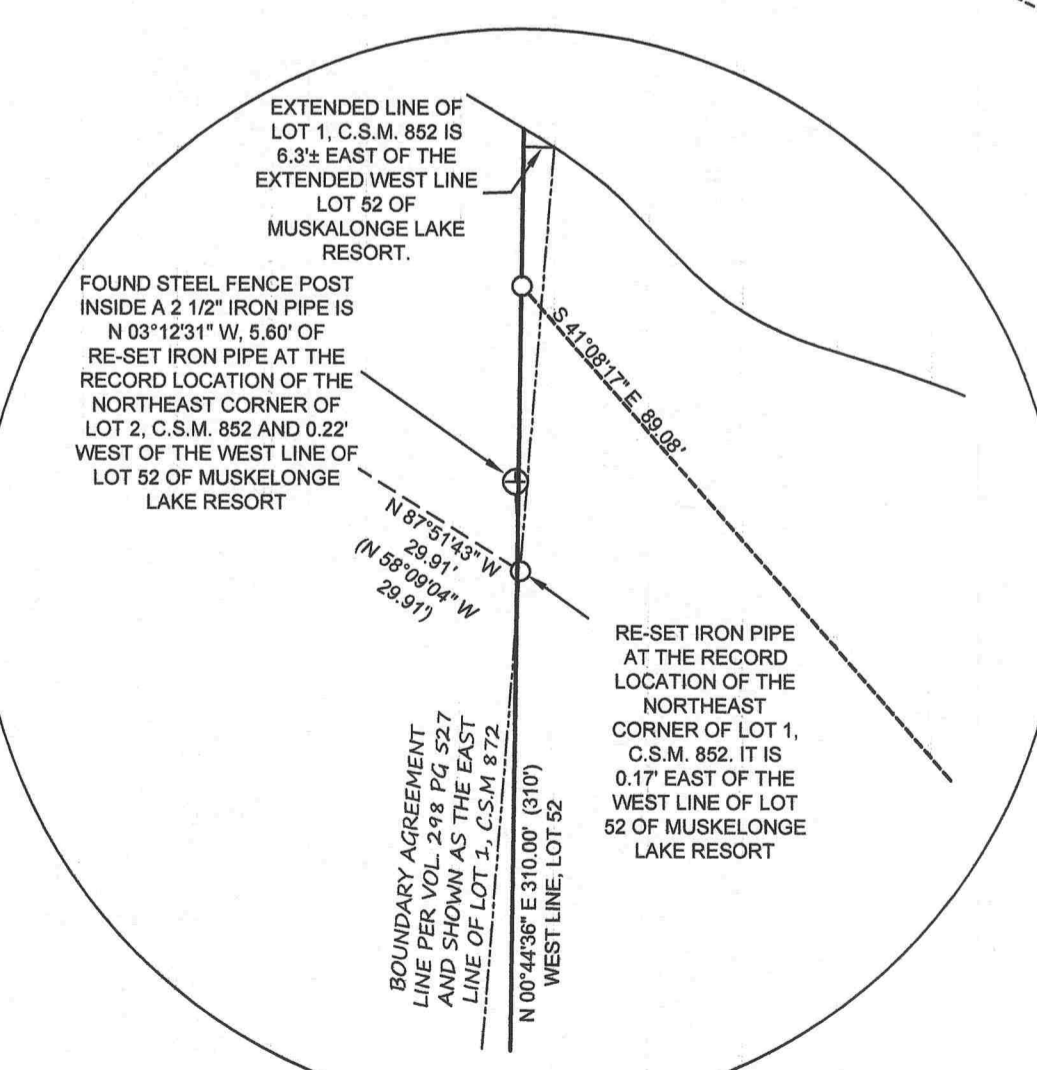 EXTENDED LINE OF
LOT 1, C.S.M. 852 IS
6.3'± EAST OF THE
EXTENDED WEST LINE
LOT 52 OF
MUSKALONGE LAKE
RESORT.
FOUND STEEL FENCE POST
INSIDE A 2 1/2" IRON PIPE IS
N 03°12'31" W, 5.60' OF
RE-SET IRON PIPE AT THE
RECORD LOCATION OF THE
NORTHEAST CORNER OF
LOT 2, C.S.M. 852 AND 0.22'
WEST OF THE WEST LINE OF
LOT 52 OF MUSKELONGE
LAKE RESORT
S 41°08'17" E 89.08'
N 87°51'43" W
29.91'
(N 58°09'04" W
29.91')
RE-SET IRON PIPE
AT THE RECORD
LOCATION OF THE
NORTHEAST
CORNER OF LOT 1,
C.S.M. 852. IT IS
0.17' EAST OF THE
WEST LINE OF LOT
52 OF MUSKELONGE
LAKE RESORT
BOUNDARY AGREEMENT
LINE PER VOL. 298 PG 527
AND SHOWN AS THE EAST
LINE OF LOT 1, C.S.M 872
N 00°44'36" E 310.00' (310')
WEST LINE, LOT 52